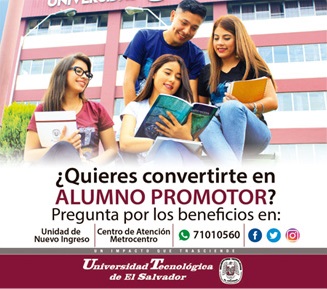 UNIVERSID
¿Quieres convertirte en
ALUMNO PROMOTOR?
Pregunta por los beneficios en:
Unidad de
Nuevo Ingreso
Centro de Atención
Metrocentro
71010560
UN IMPACTO QUE TRASCIENDE
Universidad Tecnológica
de El Salvador